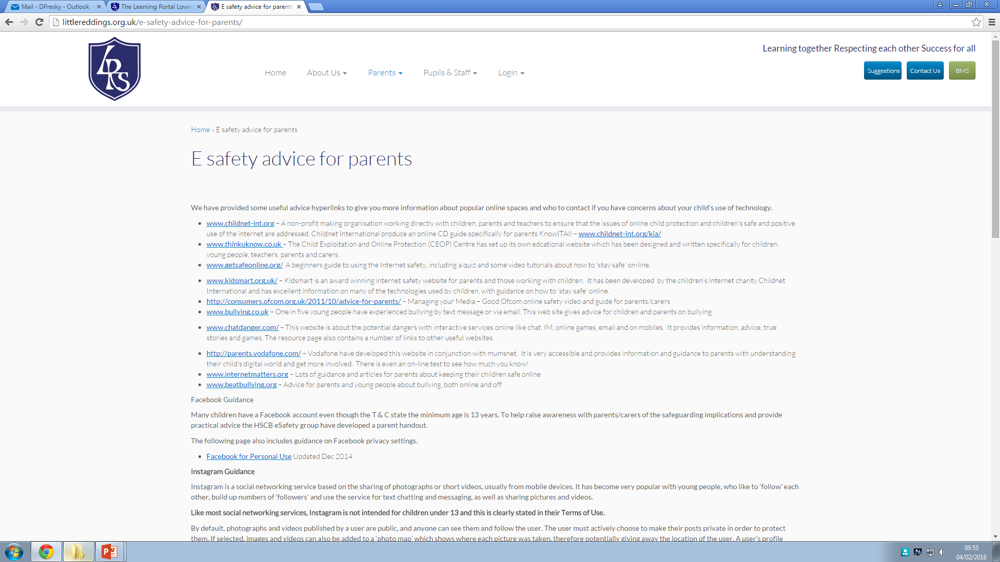 Mail - DPresky - Outlook
The Learning Portal Lower
E safety advice for parents
littlereddings.org.uk/e-safety-advice-for-parents/
LRS
Learning together Respecting each other Success for all
Home About Us Parents Pupils & Staff Login
Suggestions Contact Us BMS
Home » E safety advice for parents
E safety advice for parents
We have provided some useful advice hyperlinks to give you more information about popular online spaces and who to contact if you have concerns about your child's use of technology.
• www.childnet-int.org – A non-profit making organisation working directly with children, parents and teachers to ensure that the issues of online child protection and children's safe and positive
use of the internet are addressed. Childnet International produce an online CD guide specifically for parents KnowITAll – www.childnet-int.org/kia/
• www.thinkuknow.co.uk – The Child Exploitation and Online Protection (CEOP) Centre has set up its own edcational website which has been designed and written specifically for children,
young people, teachers, parents and carers.
• www.getsafeonline.org/ A beginners guide to using the Internet safety, including a quiz and some video tutorials about how to 'stay safe' on-line.
• www.kidsmart.org.uk/ – Kidsmart is an award winning internet safety website for parents and those working with children. It has been developed by the children's internet charity Childnet
International and has excellent information on many of the technologies used by children, with guidance on how to 'stay safe' online.
• http://consumers.ofcom.org.uk/2011/10/advice-for-parents/ – Managing your Media – Good Ofcom online safety video and guide for parents/carers
• www.bullying.co.uk – One in five young people have experienced bullying by text message or via email. This web site gives advice for children and parents on bullying.
• www.chatdanger.com/ – This website is about the potential dangers with interactive services online like chat, IM, online games, email and on mobiles. It provides information, advice, true
stories and games. The resource page also contains a number of links to other useful websites.
• http://parents.vodafone.com/ – Vodafone have developed this website in conjunction with mumsnet. It is very accessible and provides information and guidance to parents with understanding
their child's digital world and get more involved. There is even an on-line test to see how much you know!
• www.internetmatters.org – Lots of guidance and articles for parents about keeping their children safe online
• www.beatbullying.org – Advice for parents and young people about bullying, both online and off
Facebook Guidance
Many children have a Facebook account even though the T & C state the minimum age is 13 years. To help raise awareness with parents/carers of the safeguarding implications and provide
practical advice the HSCB eSafety group have developed a parent handout.
The following page also includes guidance on Facebook privacy settings.
• Facebook for Personal Use Updated Dec 2014
Instagram Guidance
Instagram is a social networking service based on the sharing of photographs or short videos, usually from mobile devices. It has become very popular with young people, who like to 'follow' each
other, build up numbers of 'followers' and use the service for text chatting and messaging, as well as sharing pictures and videos.
Like most social networking services, Instagram is not intended for children under 13 and this is clearly stated in their Terms of Use.
By default, photographs and videos published by a user are public, and anyone can see them and follow the user. The user must actively choose to make their posts private in order to protect
them. If selected, images and videos can also be added to a 'photo map' which shows where each picture was taken, therefore potentially giving away the location of the user. A user's profile
09:55
04/02/2016